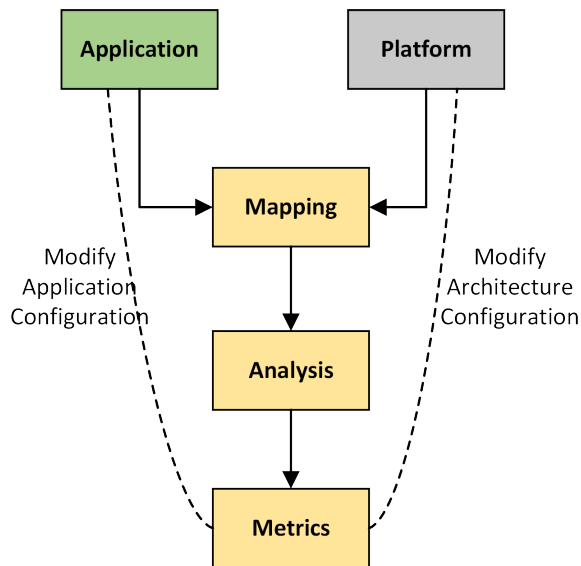 Application
Platform
Mapping
Modify
Application
Configuration
Modify
Architecture
Configuration
Analysis
Metrics